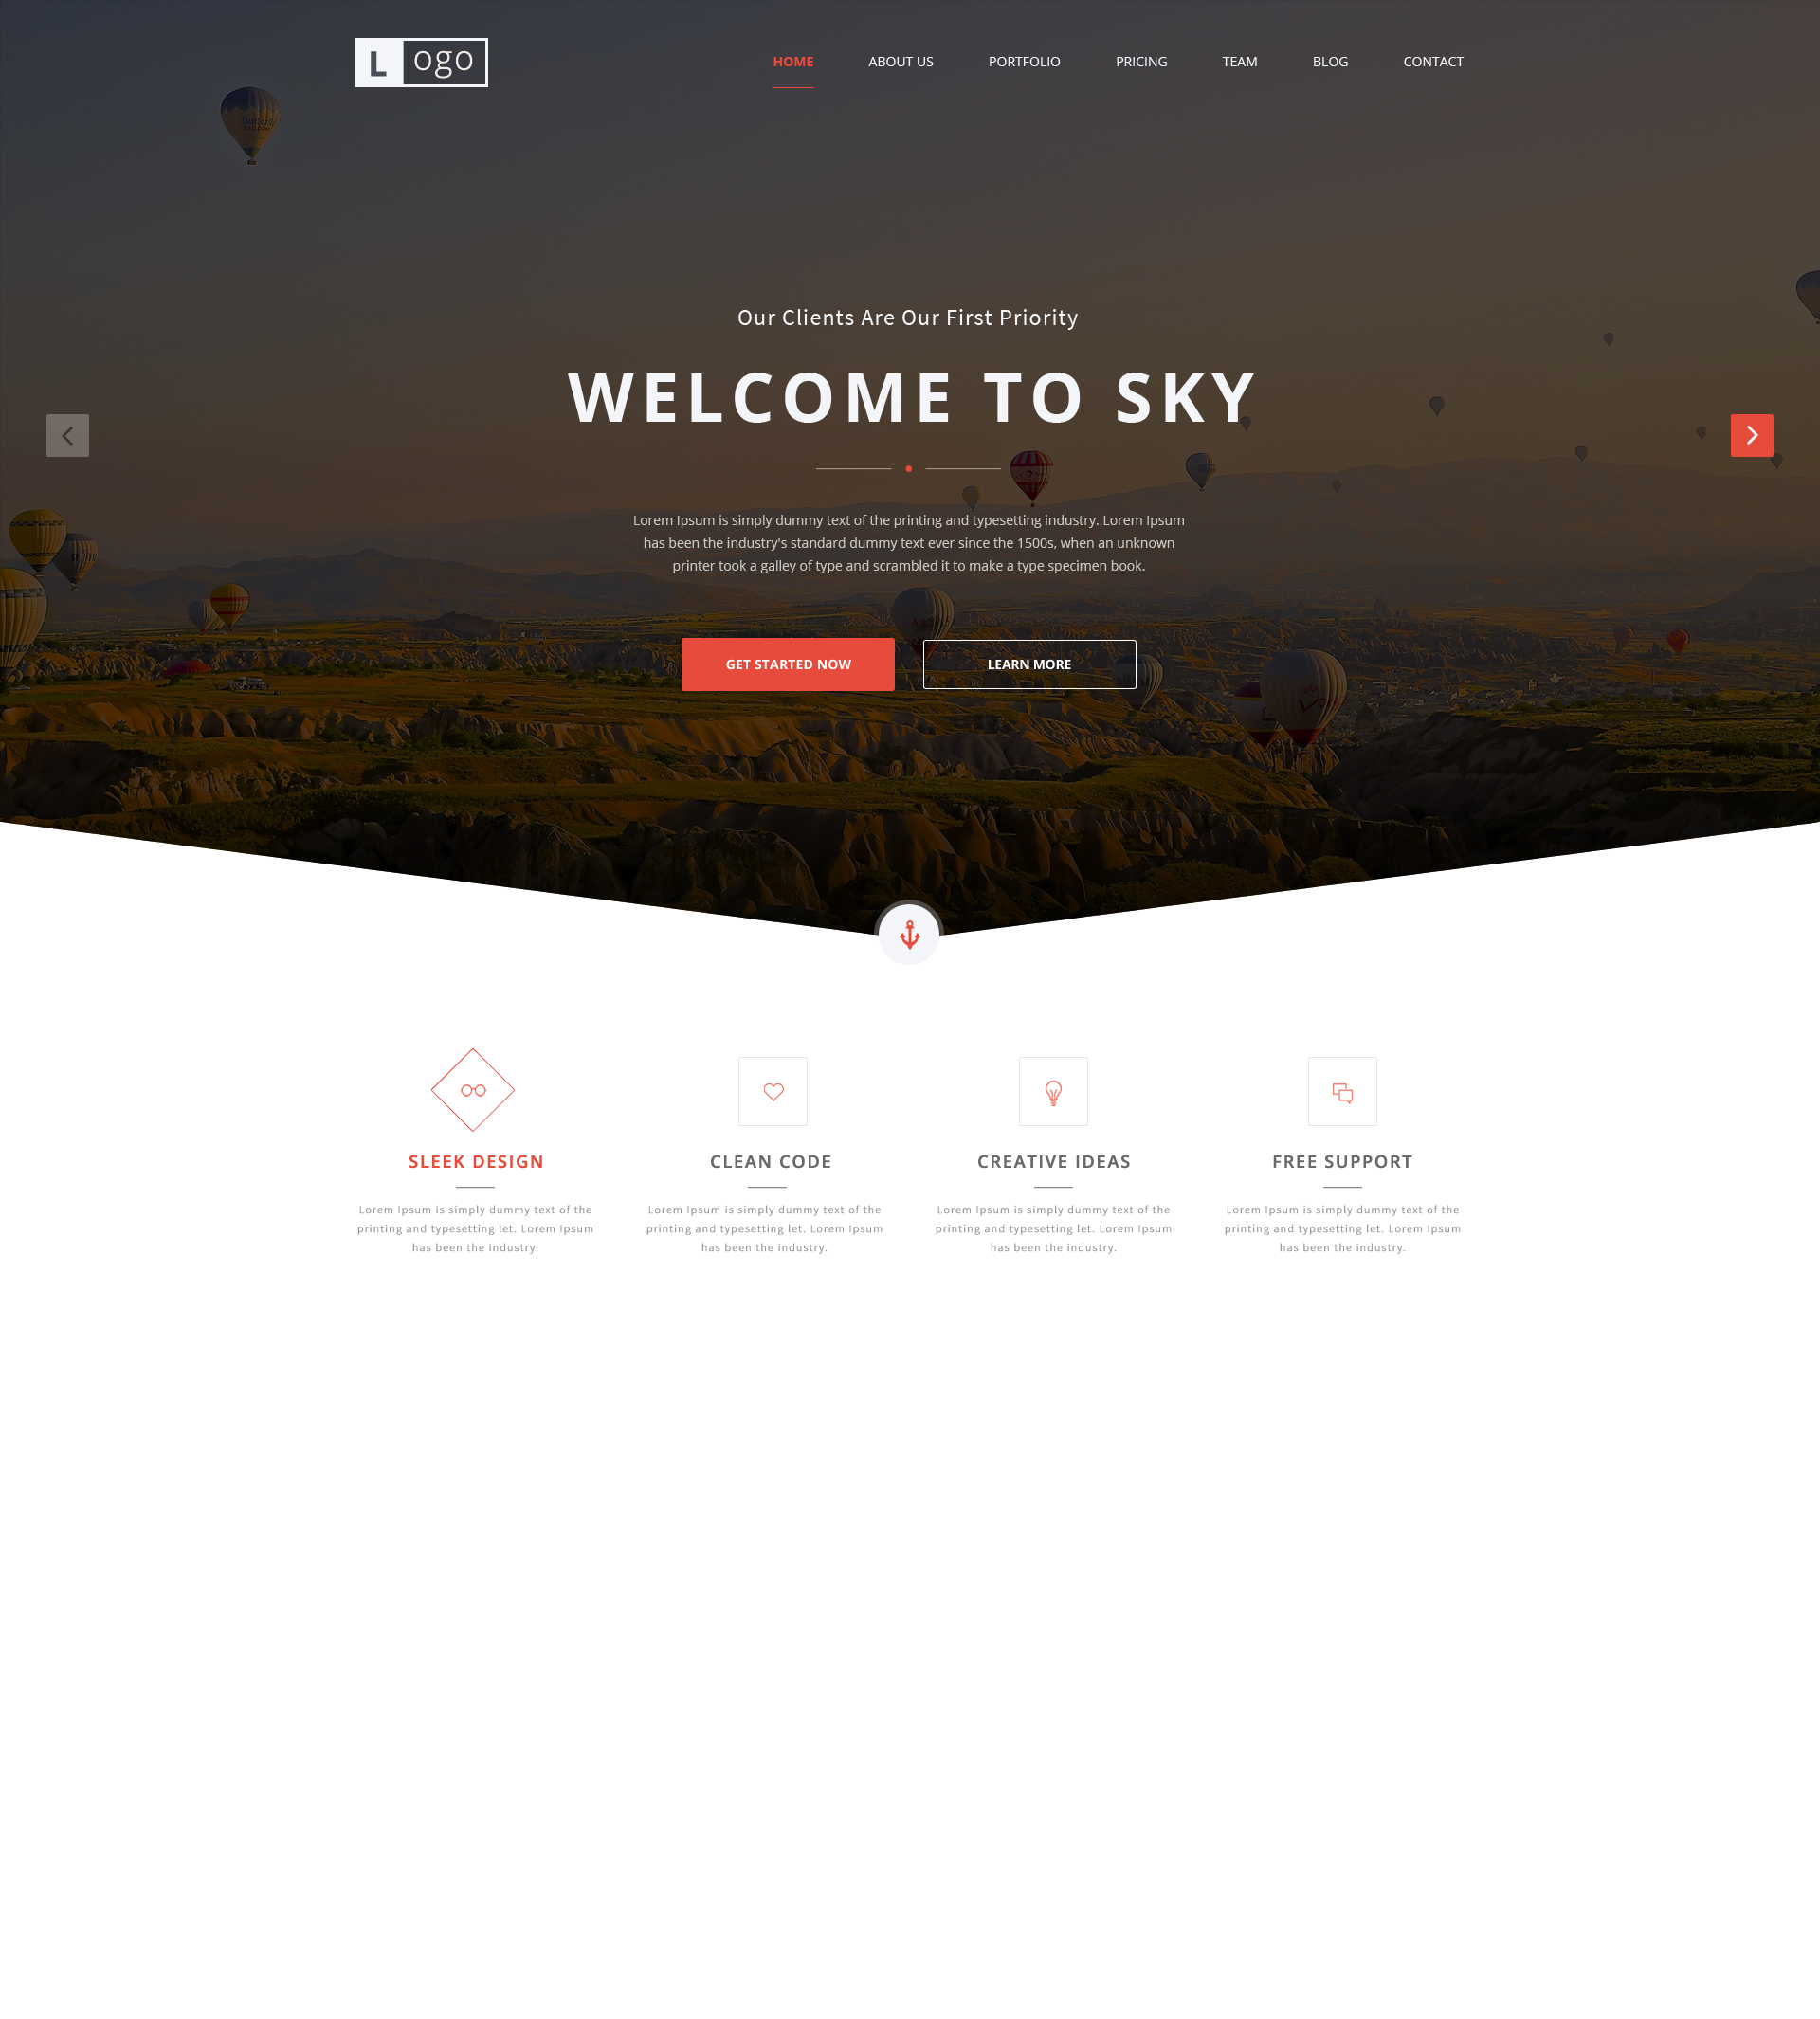 Logo
HOME ABOUT US PORTFOLIO PRICING TEAM BLOG CONTACT
Our Clients Are Our First Priority
WELCOME TO SKY
Lorem Ipsum is simply dummy text of the printing and typesetting industry. Lorem Ipsum
has been the industry's standard dummy text ever since the 1500s, when an unknown
printer took a galley of type and scrambled it to make a type specimen book.
GET STARTED NOW
LEARN MORE
SLEEK DESIGN
Lorem Ipsum is simply dummy text of the
printing and typesetting let. Lorem Ipsum
has been the industry.
CLEAN CODE
Lorem Ipsum is simply dummy text of the
printing and typesetting let. Lorem Ipsum
has been the industry.
CREATIVE IDEAS
Lorem Ipsum is simply dummy text of the
printing and typesetting let. Lorem Ipsum
has been the industry.
FREE SUPPORT
Lorem Ipsum is simply dummy text of the
printing and typesetting let. Lorem Ipsum
has been the industry.